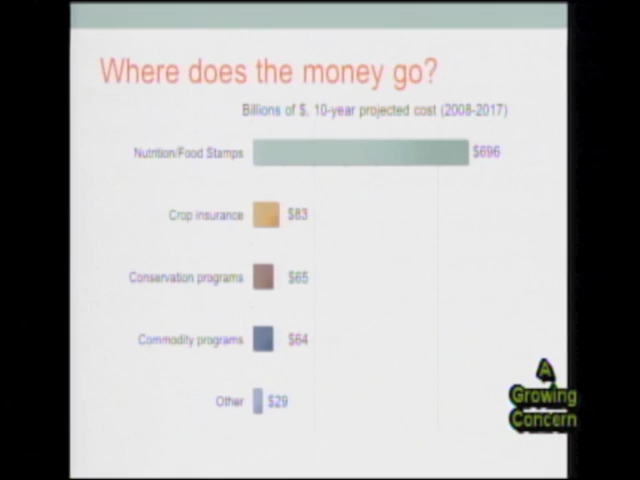 Where does the money go?
Billions of $, 10-year projected cost (2008-2017)
Nutrition/Food Stamps $696
Crop insurance $83
Conservation programs $65
Commodity programs $64
Other $29
A
Growing
Concern